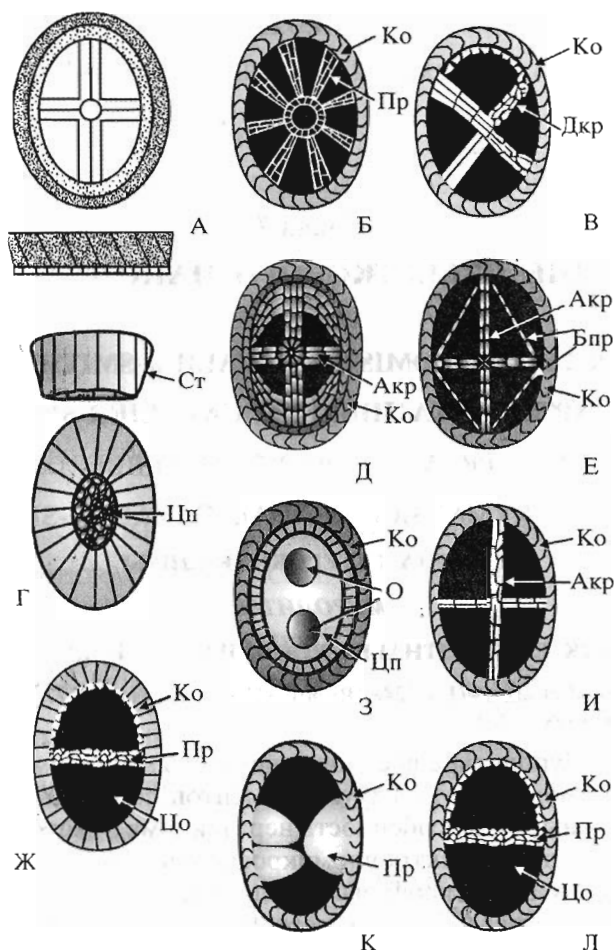 Ко
Пр
А
Б
Ко
Дкр
В
Ст
Цп
Г
Акр
Ко
Д
Акр
Бпр
Ко
Е
Ко
Пр
Цо
Ж
Ко
О
Цп
З
Ко
Акр
И
Ко
Пр
К
Ко
Пр
Цо
Л